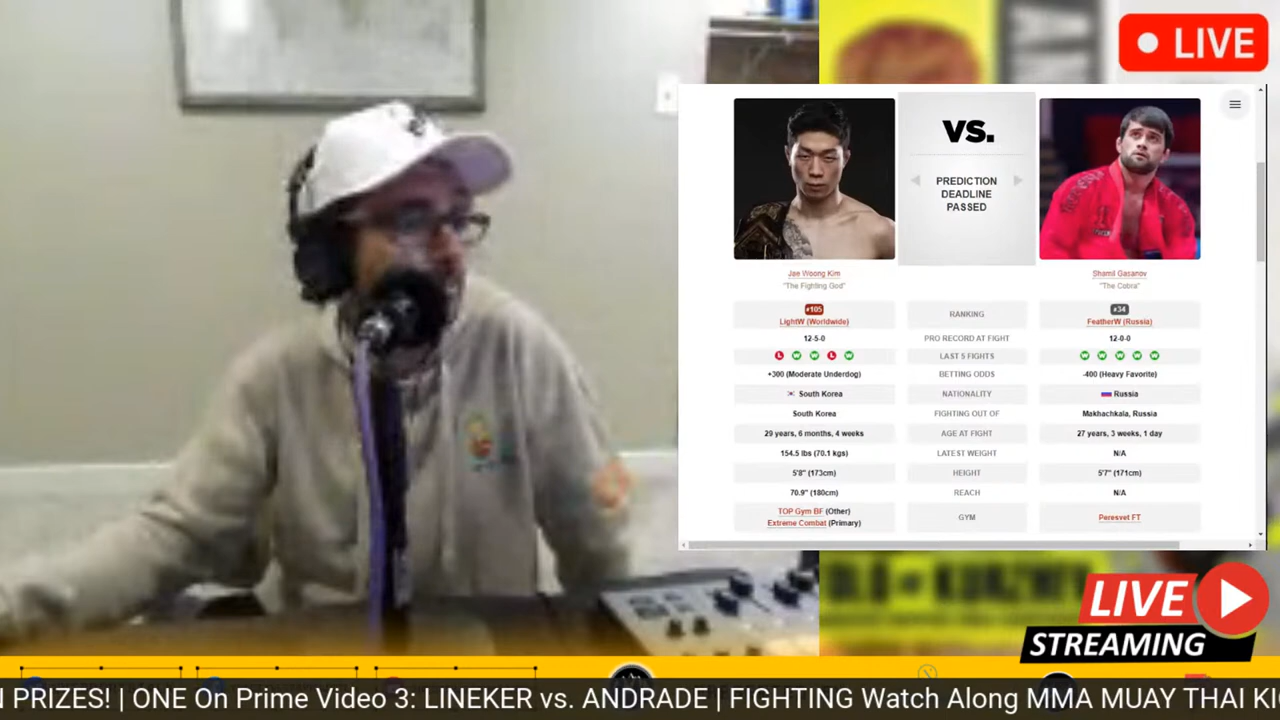 LIVE
VS.
PREDICTION
DEADLINE
PASSED
Jae Woong Kim
"The Fighting God"
Shamil Gasanov
"The Cobra"
#105
LightW (Worldwide)
RANKING
#34
FeatherW (Russia)
12-5-0
PRO RECORD AT FIGHT
12-0-0
L W W L W
LAST 5 FIGHTS
W W W W W
+300 (Moderate Underdog)
BETTING ODDS
-400 (Heavy Favorite)
South Korea
NATIONALITY
Russia
South Korea
FIGHTING OUT OF
Makhachkala, Russia
29 years, 6 months, 4 weeks
AGE AT FIGHT
27 years, 3 weeks, 1 day
154.5 lbs (70.1 kgs)
LATEST WEIGHT
N/A
5'8" (173cm)
HEIGHT
5'7" (171cm)
70.9" (180cm)
REACH
N/A
TOP Gym BF (Other)
Extreme Combat (Primary)
GYM
Peresvet FT
LIVE
STREAMING
N PRIZES! | ONE On Prime Video 3: LINEKER vs. ANDRADE | FIGHTING Watch Along MMA MUAY THAI KI